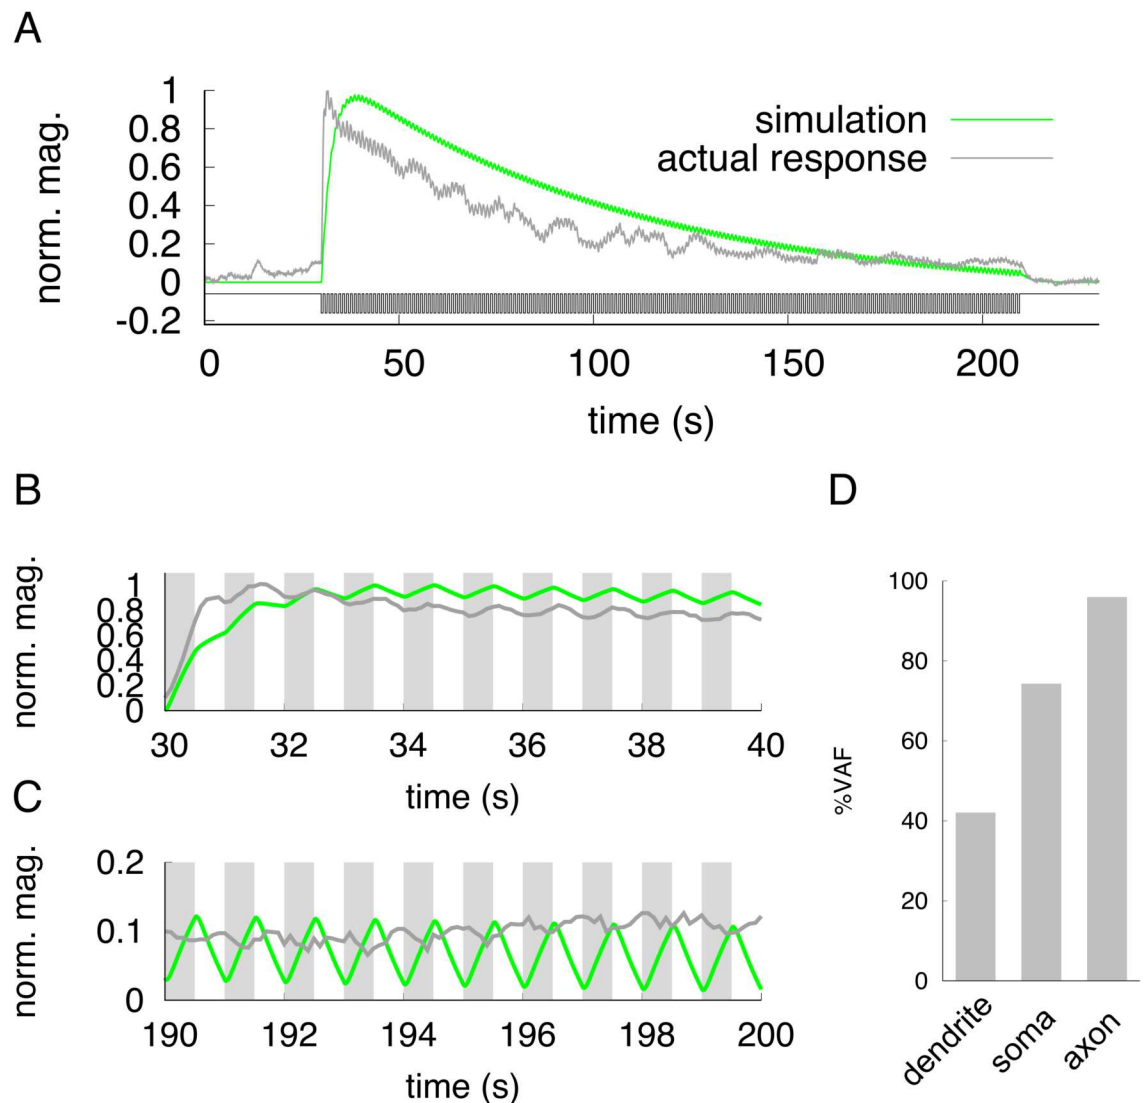 A
norm. mag.
1
0.8
0.6
0.4
0.2
0
-0.2
simulation
actual response
0 50 100 150 200
time (s)
B
norm. mag.
1
0.8
0.6
0.4
0.2
0
30 32 34 36 38 40
time (s)
C
norm. mag.
0.2
0.1
0
190 192 194 196 198 200
time (s)
D
%VAF
100
80
60
40
20
0
dendrite soma axon